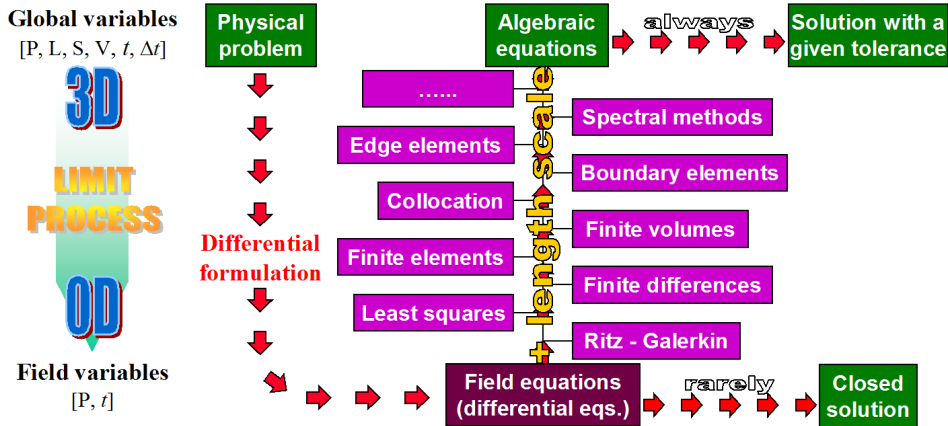 Global variables
[P, L, S, V, t, Δt]
3D
LIMIT
PROCESS
0D
Field variables
[P, t]
Physical
problem
Differential
formulation
Algebraic
equations
always
Solution with a
given tolerance
…...
Spectral methods
Edge elements
Boundary elements
Collocation
Finite volumes
Finite elements
Finite differences
Least squares
Ritz - Galerkin
t length scale
Field equations
(differential eqs.)
rarely
Closed
solution